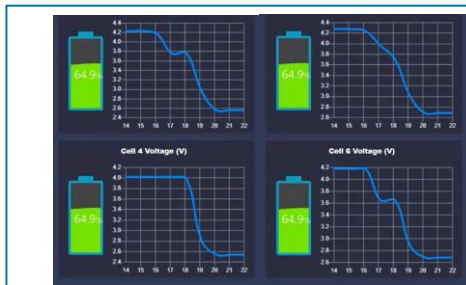 4.4 4.2 4.0 3.8 3.6 3.4 3.2 3.0 2.8 2.6 2.4
64.9%
14 15 16 17 18 19 20 21 22
4.4 4.2 4.0 3.8 3.6 3.4 3.2 3.0 2.8 2.6
64.9%
14 15 16 17 18 19 20 21 22
Cell 4 Voltage (V)
4.2 4.0 3.8 3.6 3.4 3.2 3.0 2.8 2.6 2.4
64.9%
14 15 16 17 18 19 20 21 22
Cell 6 Voltage (V)
4.2 4.0 3.8 3.6 3.4 3.2 3.0 2.8 2.6
64.9%
14 15 16 17 18 19 20 21 22